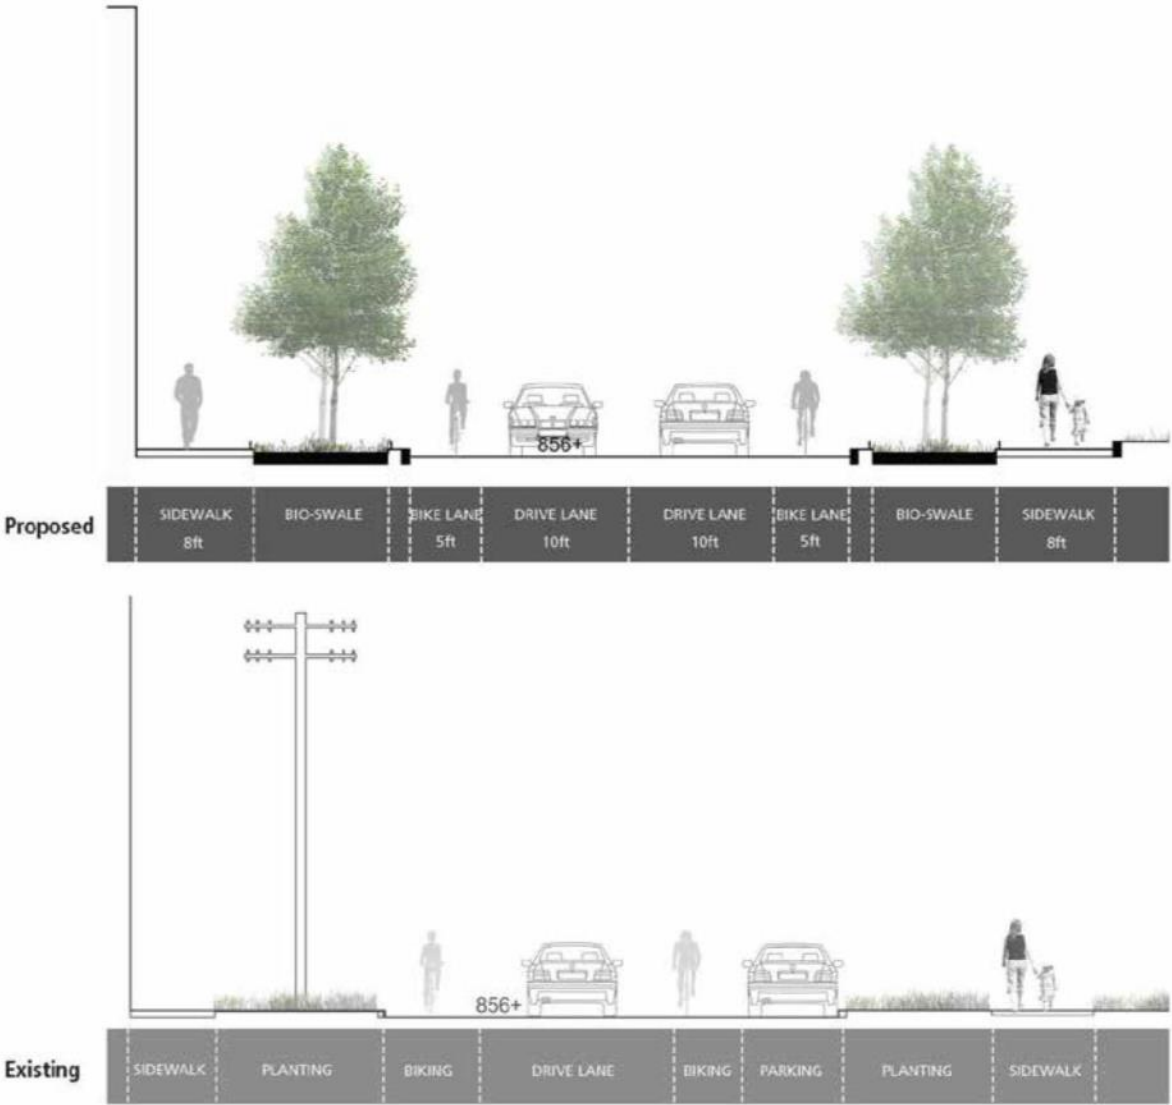 856+
Proposed
SIDEWALK BIO-SWALE BIKE LANE DRIVE LANE DRIVE LANE BIKE LANE BIO-SWALE SIDEWALK
8ft 5ft 10ft 10ft 5ft 8ft
856+
Existing
SIDEWALK PLANTING BIKING DRIVE LANE BIKING PARKING PLANTING SIDEWALK